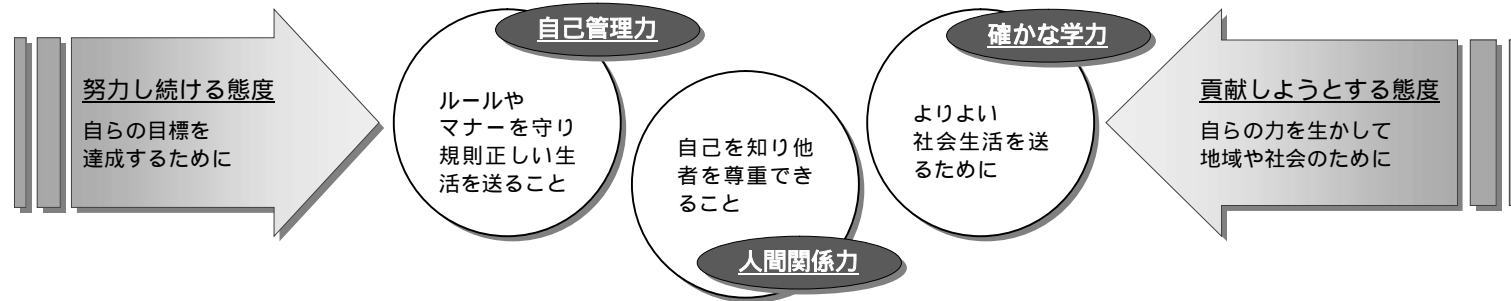 努力し続ける態度
自らの目標を
達成するために
自己管理力
ルールや
マナーを守り
規則正しい生
活を送ること
自己を知り他
者を尊重でき
ること
人間関係力
確かな学力
よりよい
社会生活を送
るために
貢献しようとする態度
自らの力を生かして
地域や社会のために